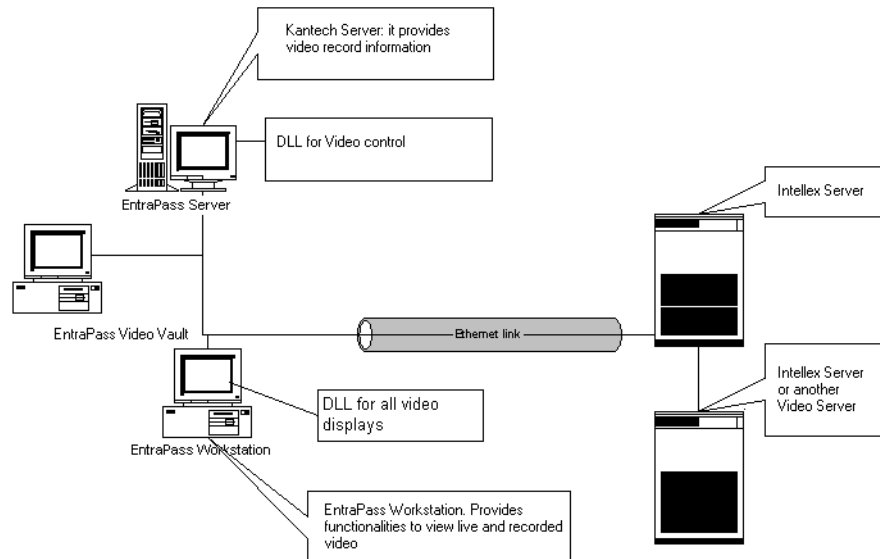 Kantech Server: it provides
video record information
DLL for Video control
EntraPass Server
Intellex Server
EntraPass Video Vault
Ethernet link
Intellex Server
or another
Video Server
DLL for all video
displays
EntraPass Workstation
EntraPass Workstation. Provides
functionalities to view live and recorded
video